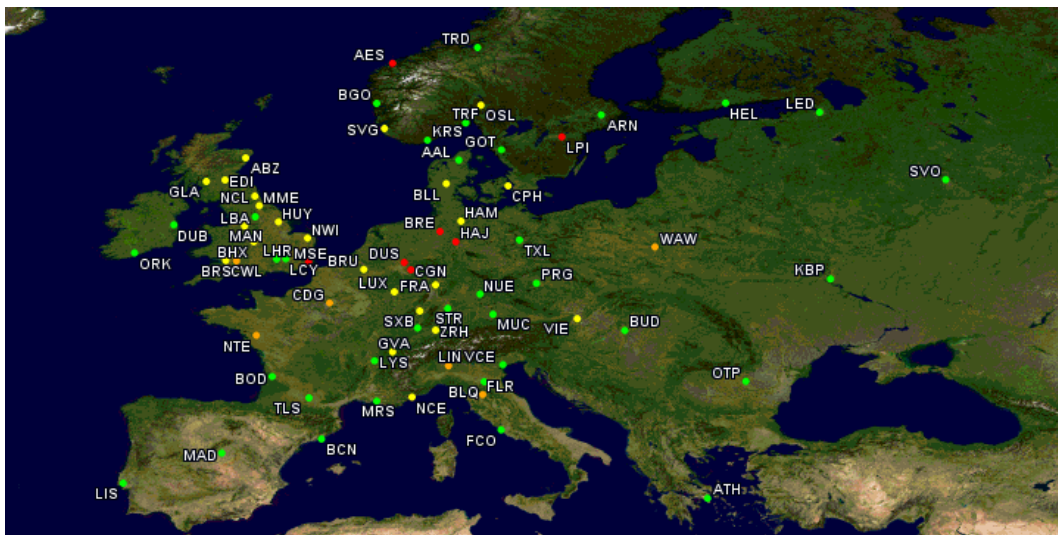 TRD
AES
BGO
TRF
OSL
LED
HEL
SVG
KRS
ARN
GOT
LPI
AAL
ABZ
SVO
EDI
GLA
NCL
MME
BLL
CPH
LBA
HUY
HAM
BRE
NWI
HAJ
DUB
MAN
WAW
TXL
ORK
BHX
LHR
MSE
DUS
BRU
BRS
CWL
LCY
CGN
PRG
KBP
LUX
FRA
NUE
CDG
STR
SXB
MUC
VIE
BUD
ZRH
NTE
GVA
LYS
LIN
VCE
OTP
BOD
FLR
BLQ
TLS
MRS
NCE
FCO
BCN
MAD
ATH
LIS